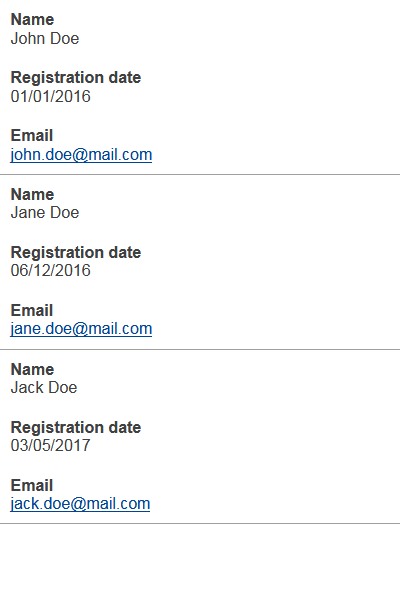 Name
John Doe
Registration date
01/01/2016
Email
john.doe@mail.com
Name
Jane Doe
Registration date
06/12/2016
Email
jane.doe@mail.com
Name
Jack Doe
Registration date
03/05/2017
Email
jack.doe@mail.com